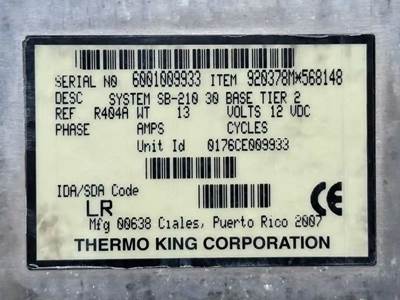 SERIAL NO 6001009933 ITEM 920378M*568148
DESC SYSTEM SB-210 30 BASE TIER 2
REF R404A WT 13 VOLTS 12 VDC
PHASE AMPS CYCLES
Unit Id 0176CE009933
IDA/SDA Code
LR CE
Mfg 00638 Ciales, Puerto Rico 2007
THERMO KING CORPORATION